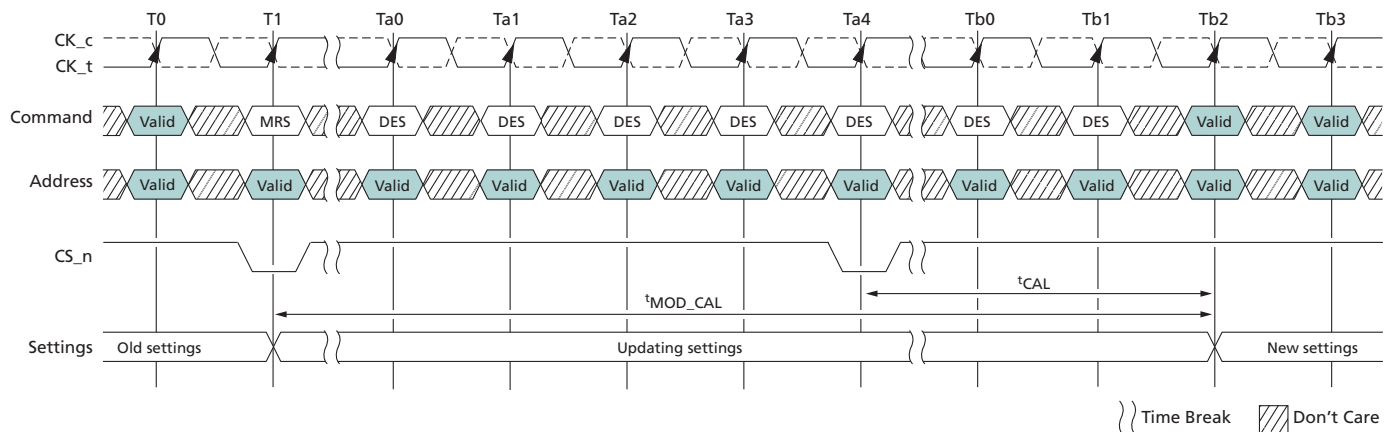 T0 T1 Ta0 Ta1 Ta2 Ta3 Ta4 Tb0 Tb1 Tb2 Tb3
CK_c
CK_t
Command Valid MRS DES DES DES DES DES DES DES Valid Valid
Address Valid Valid Valid Valid Valid Valid Valid Valid Valid Valid Valid
CS_n
tCAL
tMOD_CAL
Settings Old settings Updating settings New settings
Time Break Don't Care